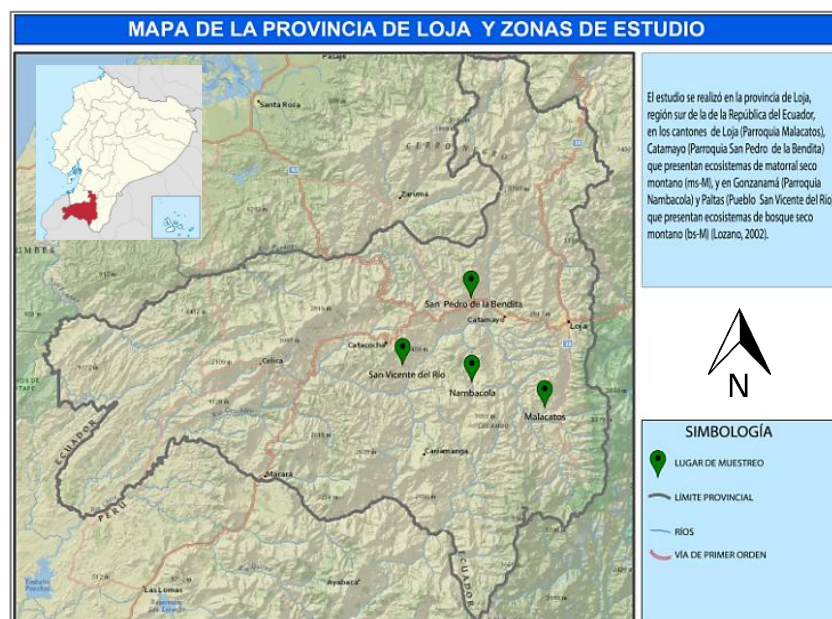 MAPA DE LA PROVINCIA DE LOJA Y ZONAS DE ESTUDIO
Pasaje
Santa Rosa
CERRO NEGRO
Zaruma
UMBES
San Pedro de la Bendita
Catamayo
Loja
Catacocha
Celica
San Vicente del Río
Nambacola
Malacatos
Cariamanga
Macará
ECUADOR
PERÚ
ECUADOR
Ayabaca
Las Lomas
El estudio se realizó en la provincia de Loja,
región sur de la de la República del Ecuador,
en los cantones de Loja (Parroquia Malacatos),
Catamayo (Parroquia San Pedro de la Bendita)
que presentan ecosistemas de matorral seco
montano (ms-M), y en Gonzanamá (Parroquia
Nambacola) y Paltas (Pueblo San Vicente del Río)
que presentan ecosistemas de bosque seco
montano (bs-M) (Lozano, 2002).
N
SIMBOLOGÍA
LUGAR DE MUESTREO
LÍMITE PROVINCIAL
RÍOS
VÍA DE PRIMER ORDEN